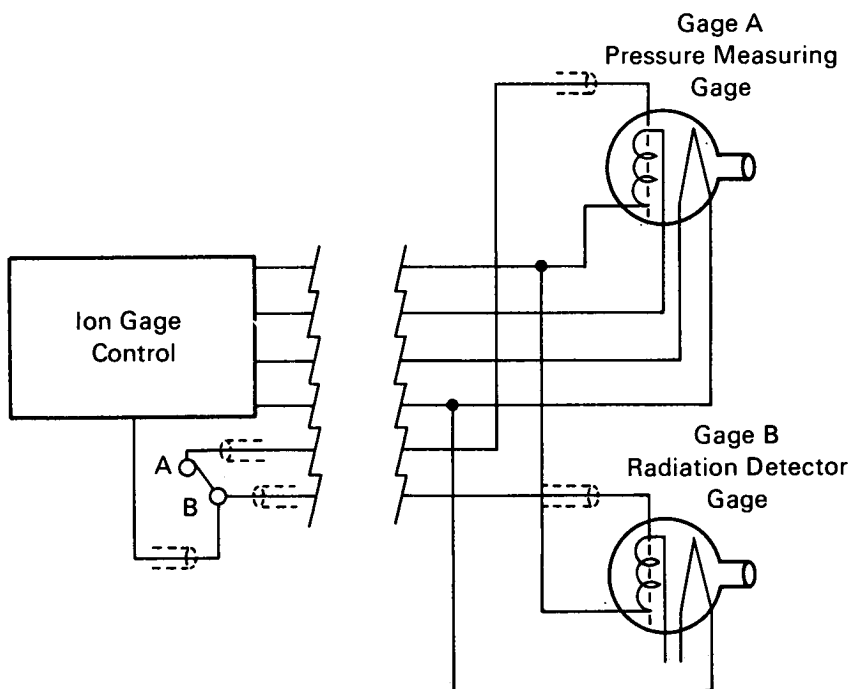 Gage A
Pressure Measuring
Gage
Ion Gage
Control
A
B
Gage B
Radiation Detector
Gage